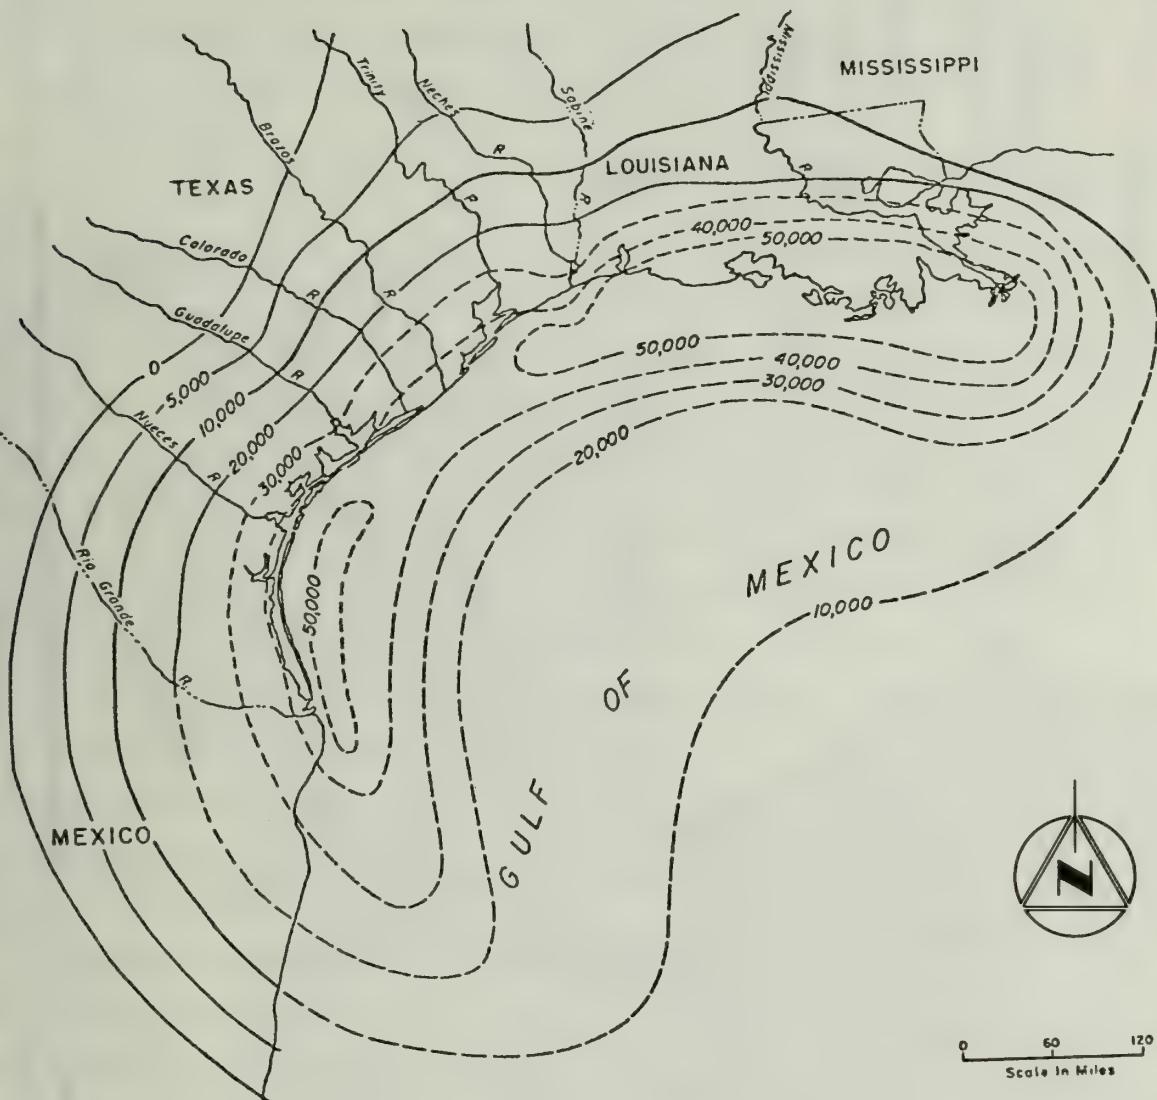 Mississippi
MISSISSIPPI
Trinity
Neches
Sabine
Brazos
R
LOUISIANA
R
TEXAS
R
R
R
40,000
50,000
Colorado
R
R
Guadalupe
50,000
O
R
40,000
5,000
30,000
10,000
Nueces
20,000
20,000
R
30,000
MEXICO
Rio Grande
50,000
10,000
R
OF
GULF
MEXICO
N
0 60 120
Scale In Miles